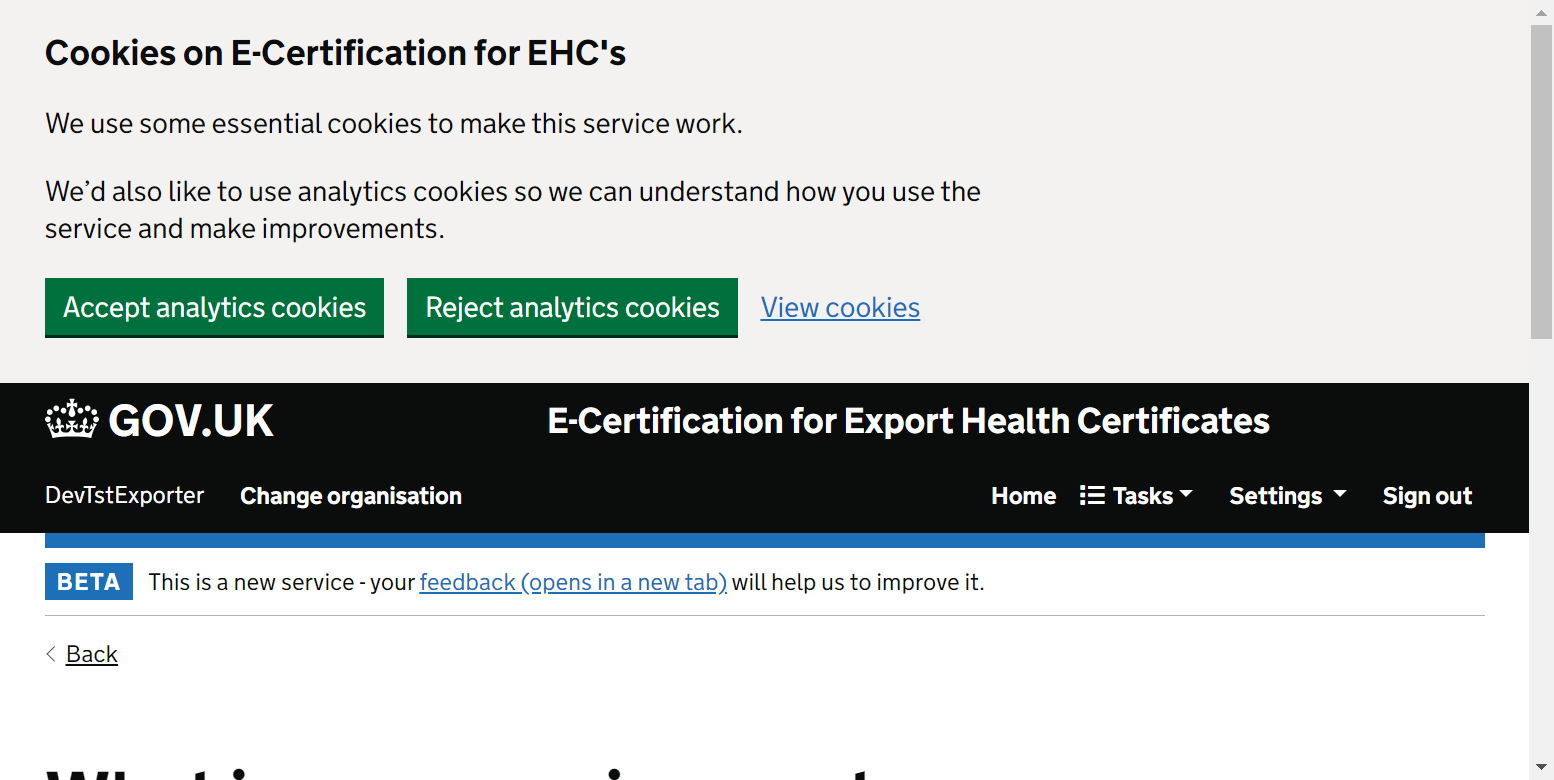 Cookies on E-Certification for EHC's
We use some essential cookies to make this service work.
We’d also like to use analytics cookies so we can understand how you use the
service and make improvements.
Accept analytics cookies Reject analytics cookies View cookies
GOV.UK E-Certification for Export Health Certificates
DevTstExporter Change organisation Home Tasks Settings Sign out
BETA This is a new service - your feedback (opens in a new tab) will help us to improve it.
Back